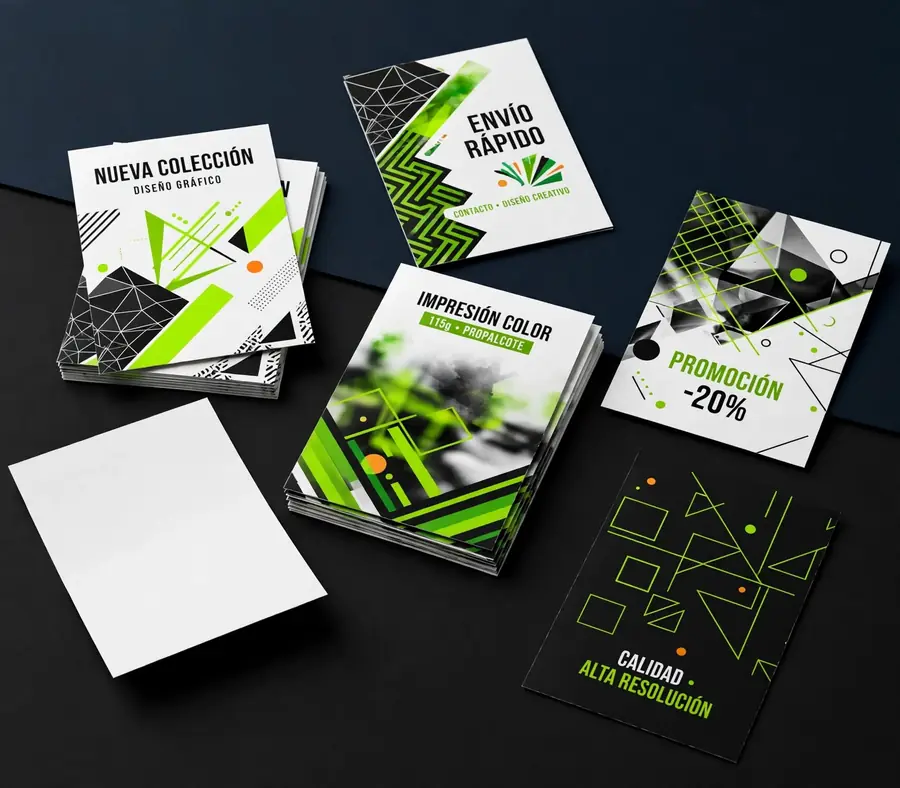 NUEVA COLECCIÓN
DISEÑO GRÁFICO
ENVÍO
RÁPIDO
CONTACTO • DISEÑO CREATIVO
IMPRESIÓN COLOR
115g • PROPALCOTE
PROMOCIÓN
-20%
CALIDAD •
ALTA RESOLUCIÓN